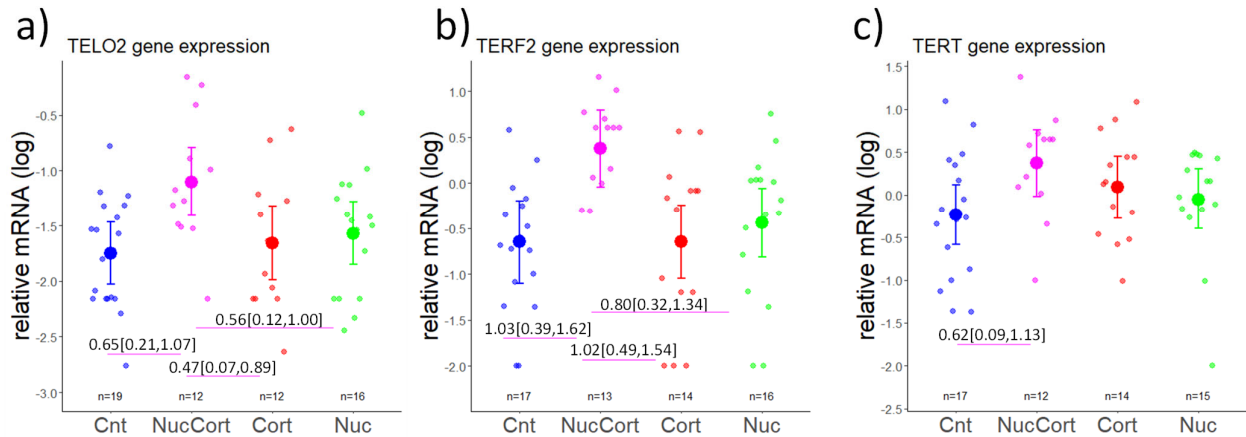 a)
TELO2 gene expression
relative mRNA (log)
-0.5
-1.0
-1.5
-2.0
-2.5
-3.0
0.56[0.12,1.00]
0.65[0.21,1.07]
0.47[0.07,0.89]
n=19 n=12 n=12 n=16
Cnt NucCort Cort Nuc
b)
TERF2 gene expression
relative mRNA (log)
1.0
0.5
0.0
-0.5
-1.0
-1.5
-2.0
0.80[0.32,1.34]
1.03[0.39,1.62]
1.02[0.49,1.54]
n=17 n=13 n=14 n=16
Cnt NucCort Cort Nuc
c)
TERT gene expression
relative mRNA (log)
1.5
1.0
0.5
0.0
-0.5
-1.0
-1.5
-2.0
-2.5
0.62[0.09,1.13]
n=17 n=12 n=14 n=15
Cnt NucCort Cort Nuc